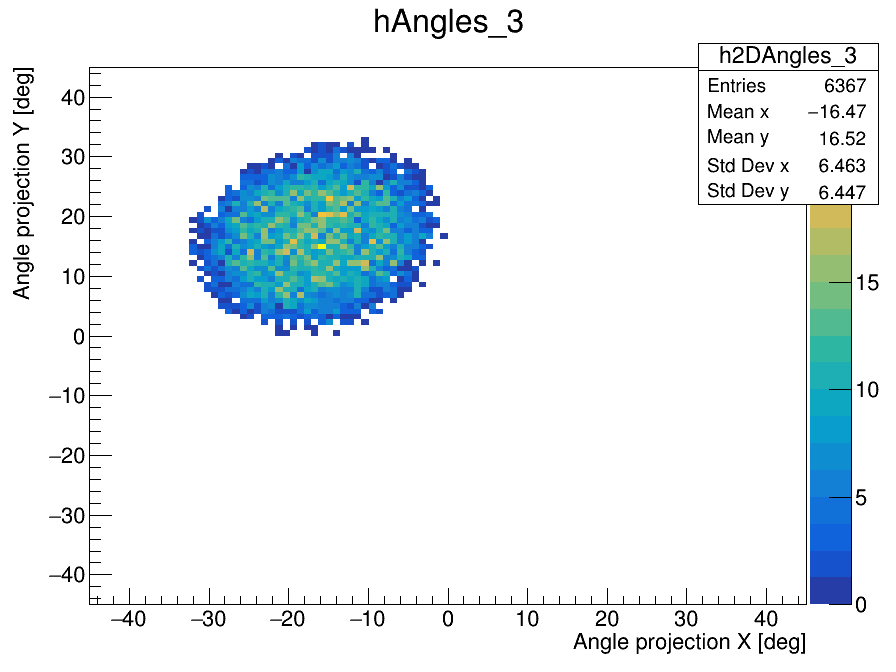 hAngles_3
h2DAngles_3
Entries 6367
Mean x −16.47
Mean y 16.52
Std Dev x 6.463
Std Dev y 6.447
Angle projection Y [deg]
40
30
20
10
0
−10
−20
−30
−40
−40 −30 −20 −10 0 10 20 30 40
Angle projection X [deg]
15
10
5
0